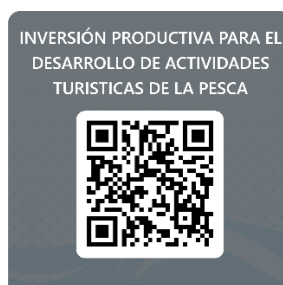 INVERSIÓN PRODUCTIVA PARA EL
DESARROLLO DE ACTIVIDADES
TURISTICAS DE LA PESCA